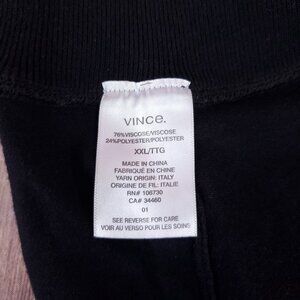 VINCE.
76%VISCOSE/VISCOSE
24%POLYESTER/POLYESTER
XXL/TTG
MADE IN CHINA
FABRIQUÉ EN CHINE
YARN ORIGIN: ITALY
ORIGINE DE FIL: ITALIE
RN# 106730
CA# 34460
01
SEE REVERSE FOR CARE
VOIR AU VERSO POUR LES SOINS